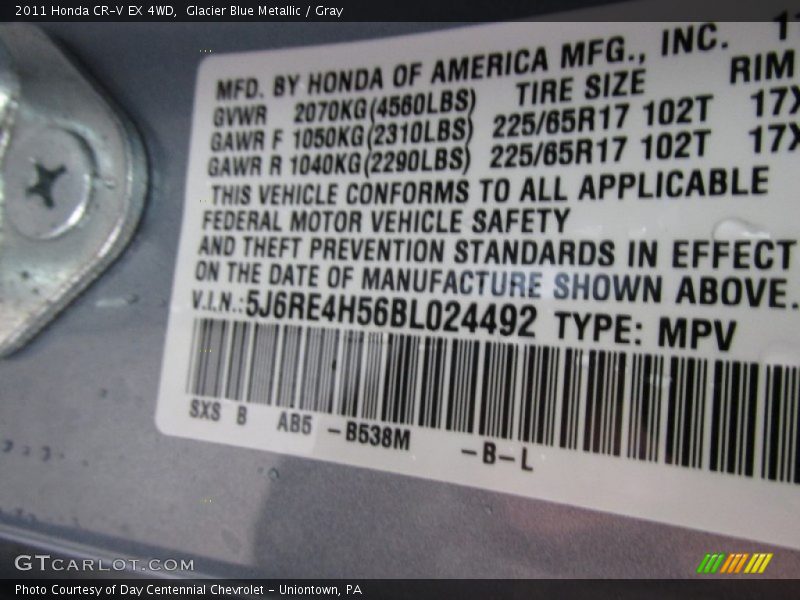 2011 Honda CR-V EX 4WD, Glacier Blue Metallic / Gray
MFD. BY HONDA OF AMERICA MFG., INC. 11
GVWR 2070KG(4560LBS) TIRE SIZE RIM
GAWR F 1050KG(2310LBS) 225/65R17 102T 17X
GAWR R 1040KG(2290LBS) 225/65R17 102T 17X
THIS VEHICLE CONFORMS TO ALL APPLICABLE
FEDERAL MOTOR VEHICLE SAFETY
AND THEFT PREVENTION STANDARDS IN EFFECT
ON THE DATE OF MANUFACTURE SHOWN ABOVE.
V.I.N.:5J6RE4H56BL024492 TYPE: MPV
SXS B AB5 -B538M -B-L
GTCARLOT.COM
Photo Courtesy of Day Centennial Chevrolet - Uniontown, PA